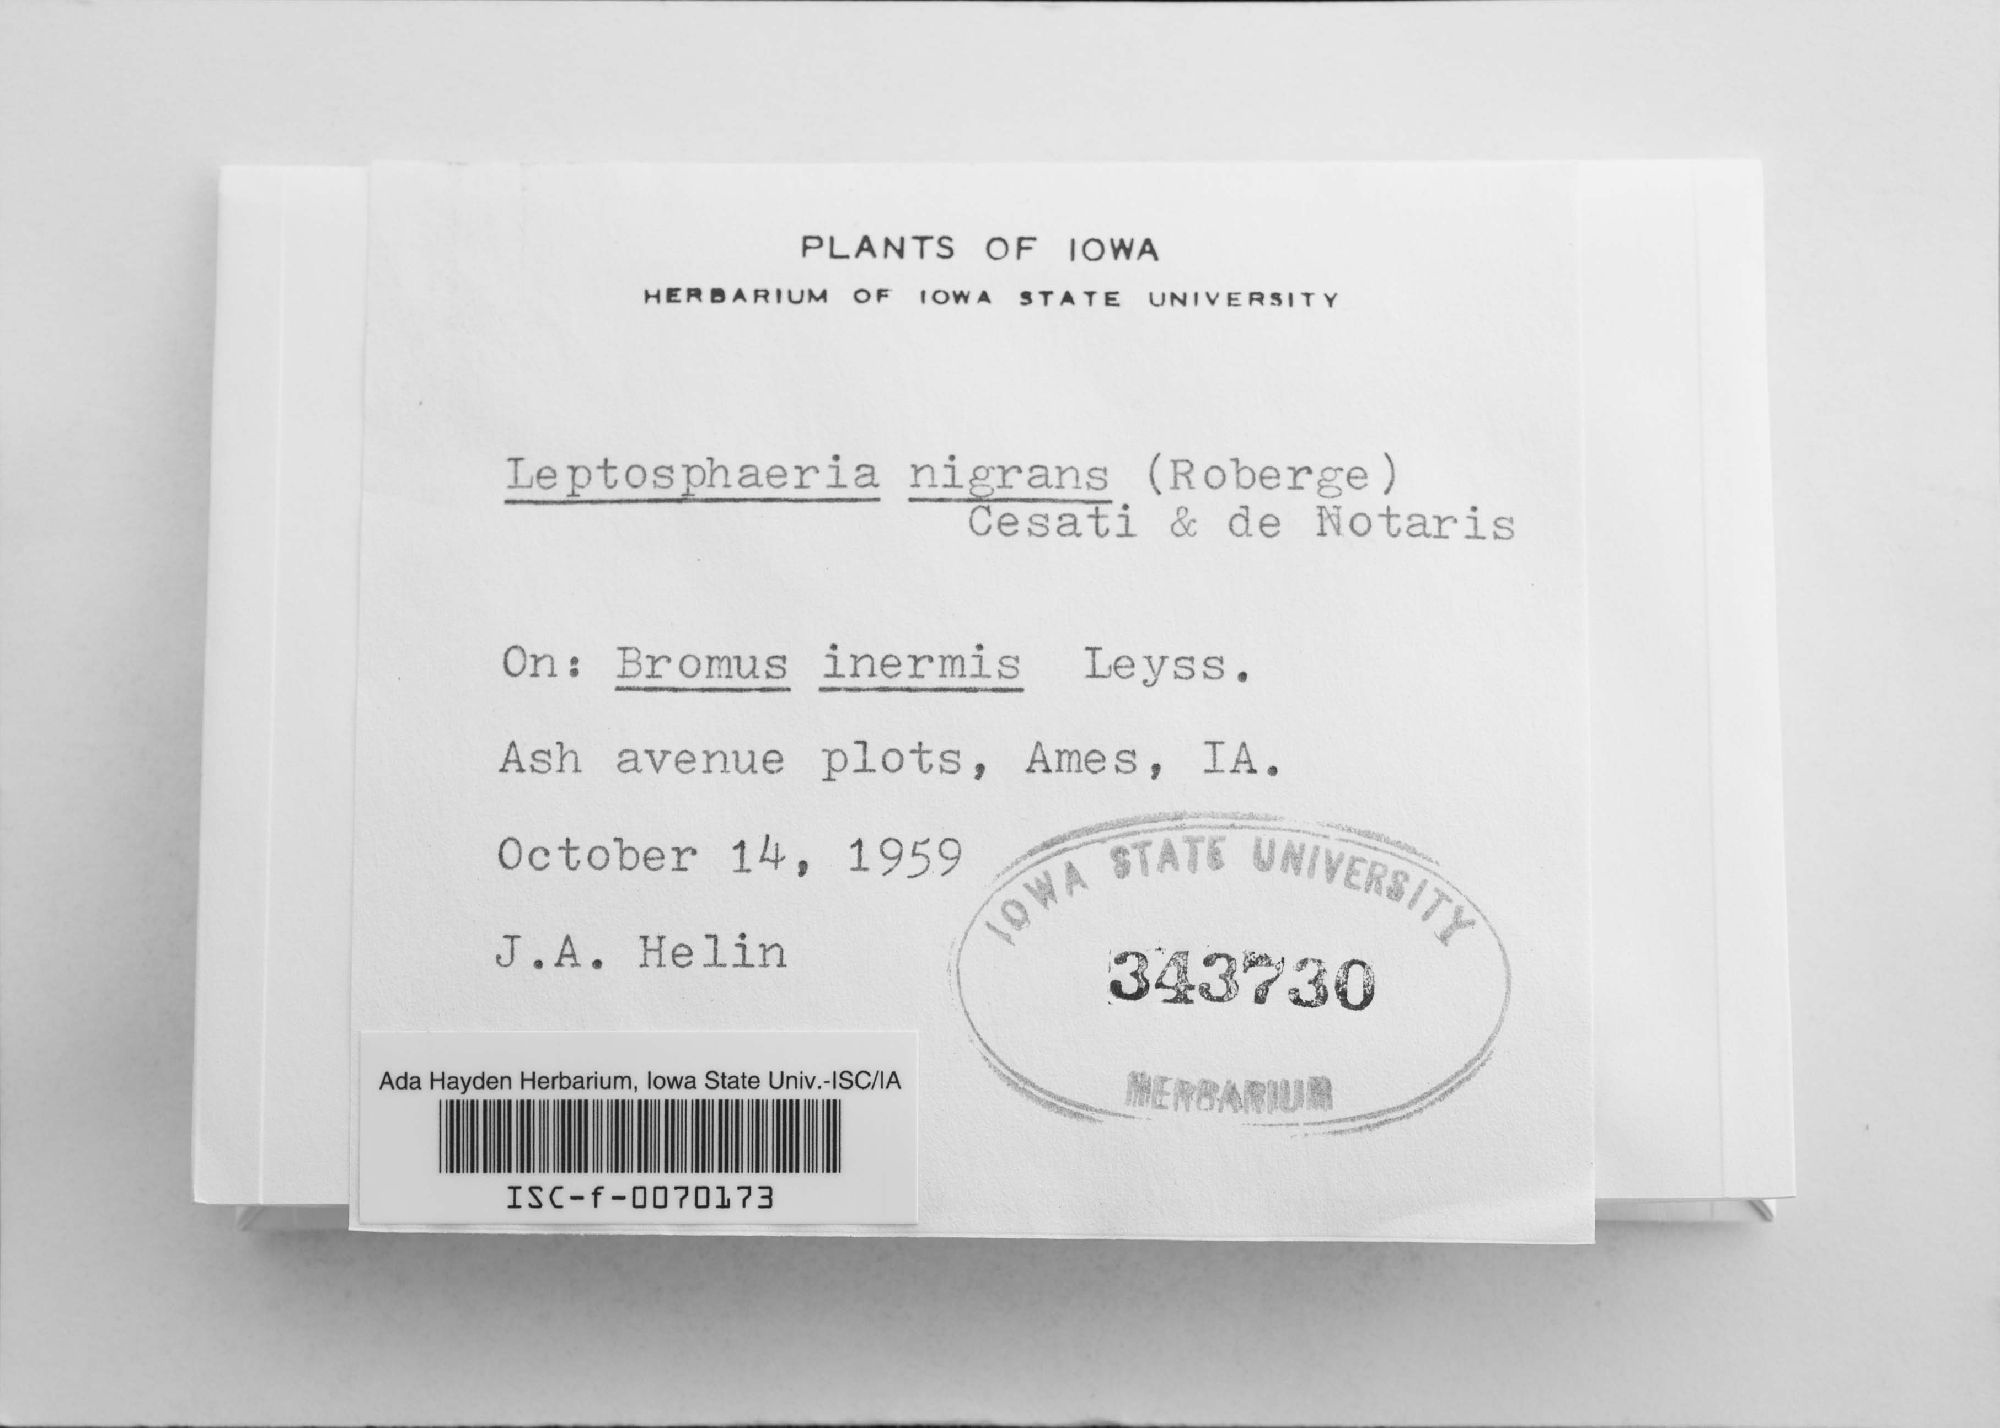 PLANTS OF IOWA
HERBARIUM OF IOWA STATE UNIVERSITY
Leptosphaeria nigrans (Roberge)
Cesati & de Notaris
On: Bromus inermis Leyss.
Ash avenue plots, Ames, IA.
October 14, 1959
J.A. Helin
IOWA STATE UNIVERSITY
343730
HERBARIUM
Ada Hayden Herbarium, Iowa State Univ.-ISC/IA
ISC-f-0070173